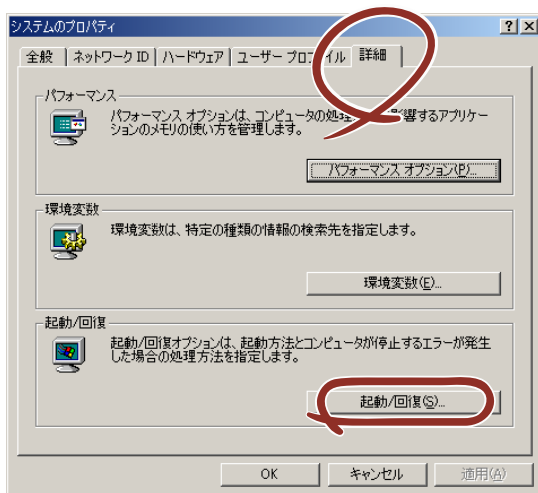 システムのプロパティ
全般 ネットワーク ID ハードウェア ユーザー プロファイル 詳細
パフォーマンス
パフォーマンス オプションは、コンピュータの処理 影響するアプリケー
ションのメモリの使い方を管理します。
パフォーマンス オプション(P)...
環境変数
環境変数は、特定の種類の情報の検索先を指定します。
環境変数(E)...
起動/回復
起動/回復オプションは、起動方法とコンピュータが停止するエラーが発生
した場合の処理方法を指定します。
起動/回復(S)...
OK キャンセル 適用(A)